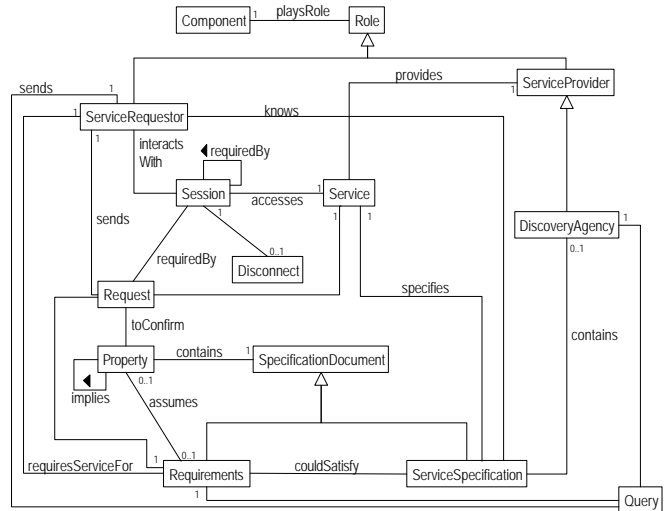 Component
1
playsRole
Role
sends
1
provides
1
ServiceProvider
1
ServiceRequestor
knows
1
interacts
With
requiredBy
Session
accesses
1
Service
1
1
1
sends
DiscoveryAgency
1
0..1
requiredBy
0..1
Disconnect
Request
specifies
toConfirm
contains
Property
contains
1
SpecificationDocument
0..1
implies
assumes
requiresServiceFor
1
0..1
Requirements
couldSatisfy
ServiceSpecification
1
Query